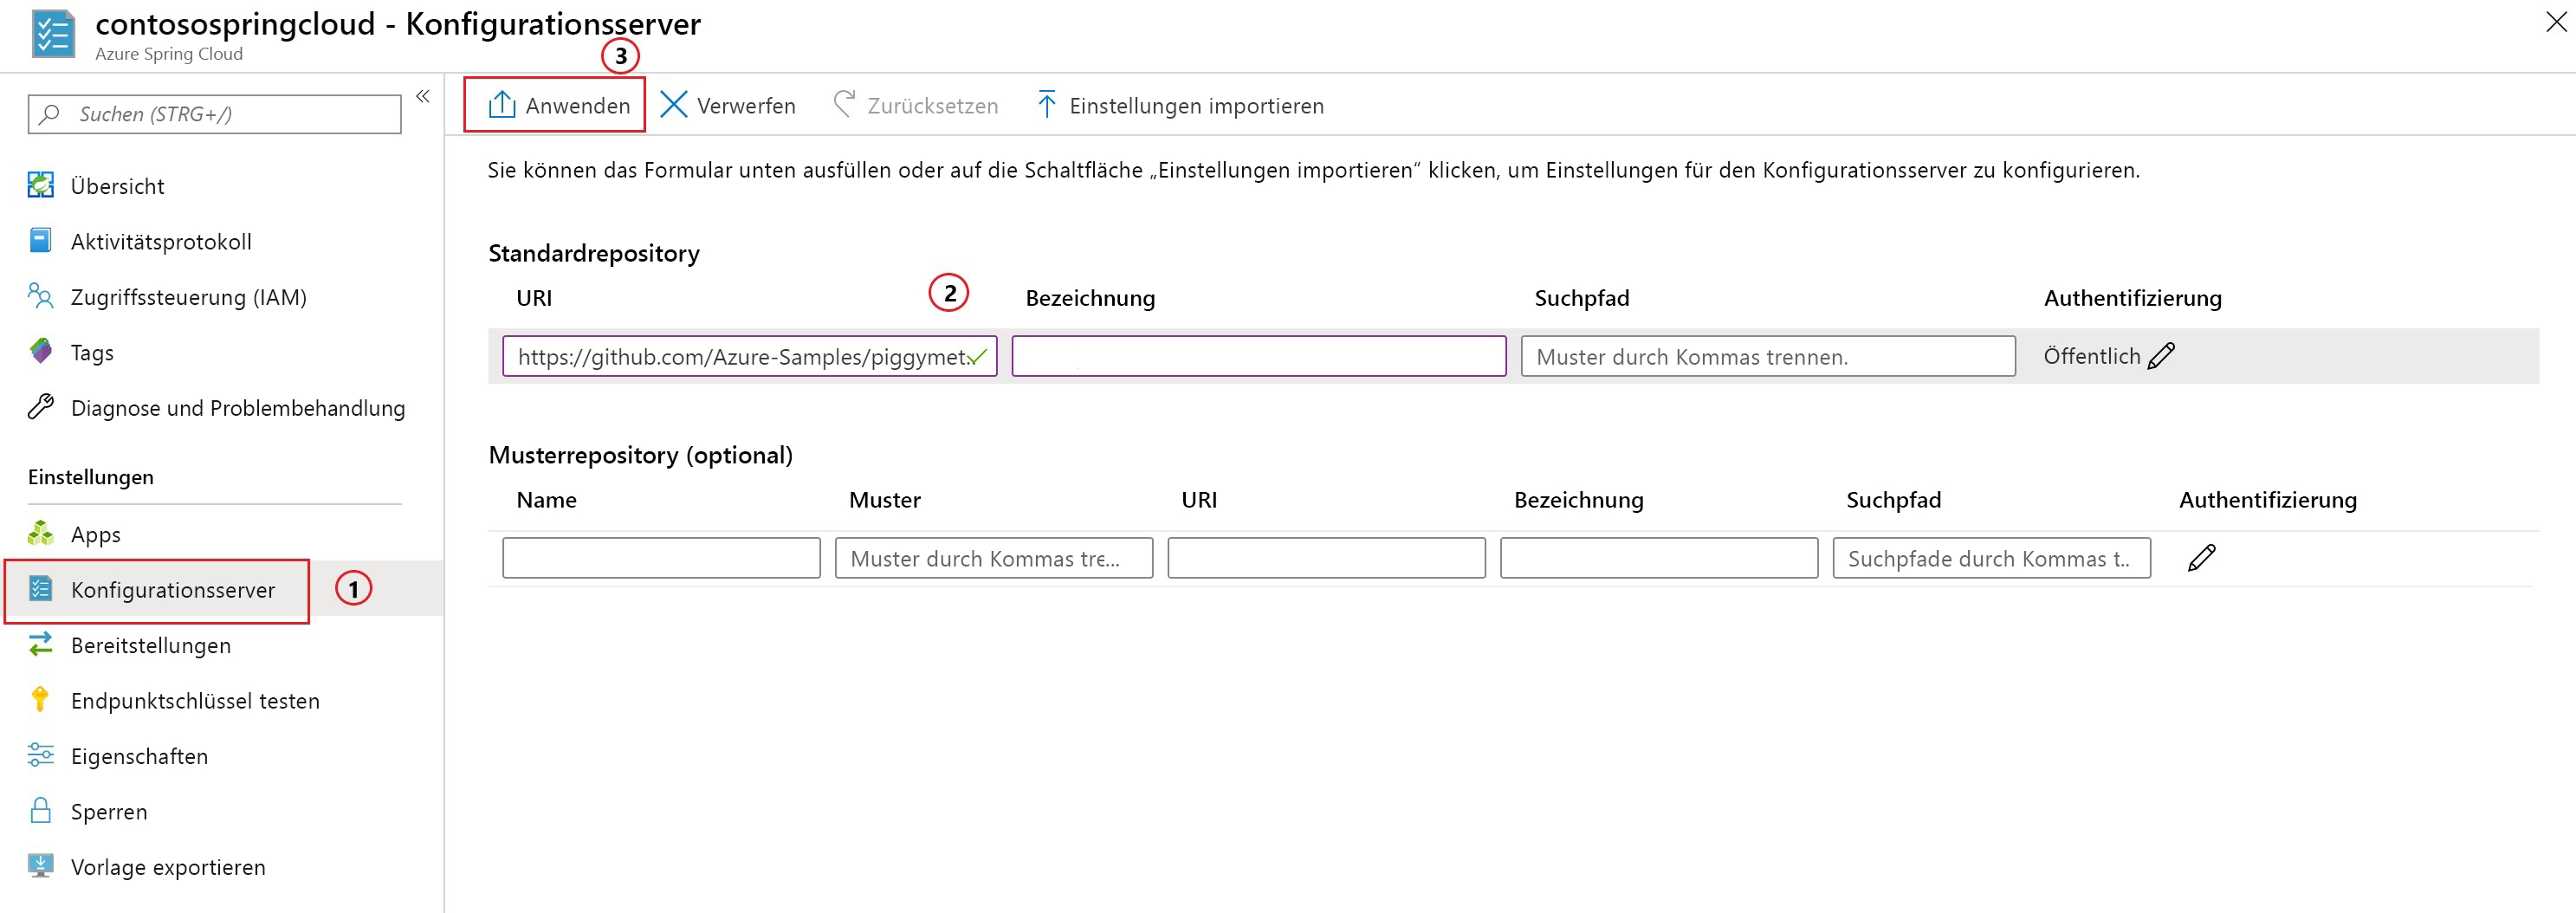 contosospringcloud - Konfigurationsserver
Azure Spring Cloud
3
Suchen (STRG+/)
«
Anwenden Verwerfen Zurücksetzen Einstellungen importieren
Übersicht
Aktivitätsprotokoll
Zugriffssteuerung (IAM)
Tags
Diagnose und Problembehandlung
Einstellungen
Apps
Konfigurationsserver 1
Bereitstellungen
Endpunktschlüssel testen
Eigenschaften
Sperren
Vorlage exportieren
Sie können das Formular unten ausfüllen oder auf die Schaltfläche „Einstellungen importieren“ klicken, um Einstellungen für den Konfigurationsserver zu konfigurieren.
Standardrepository
URI 2 Bezeichnung Suchpfad Authentifizierung
https://github.com/Azure-Samples/piggymet.. Muster durch Kommas trennen. Öffentlich
Musterrepository (optional)
Name Muster URI Bezeichnung Suchpfad Authentifizierung
Muster durch Kommas tre... Suchpfade durch Kommas t..